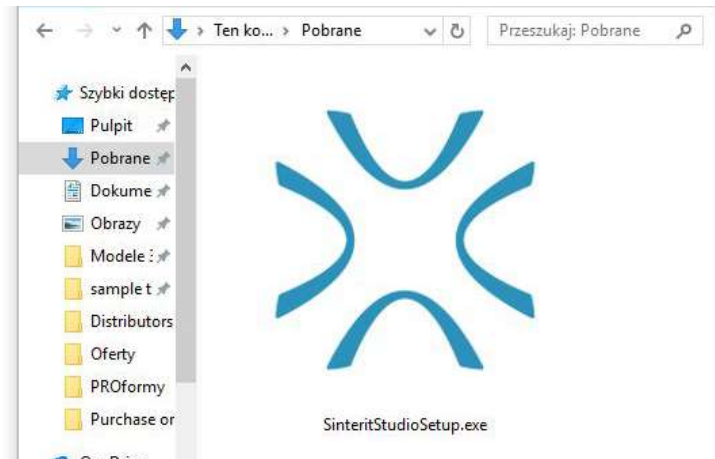 Ten ko... > Pobrane
Przeszukaj: Pobrane
Szybki dostęp
Pulpit
Pobrane
Dokume
Obrazy
Modele
sample t
Distributors
Oferty
PROformy
Purchase or
SinteritStudioSetup.exe